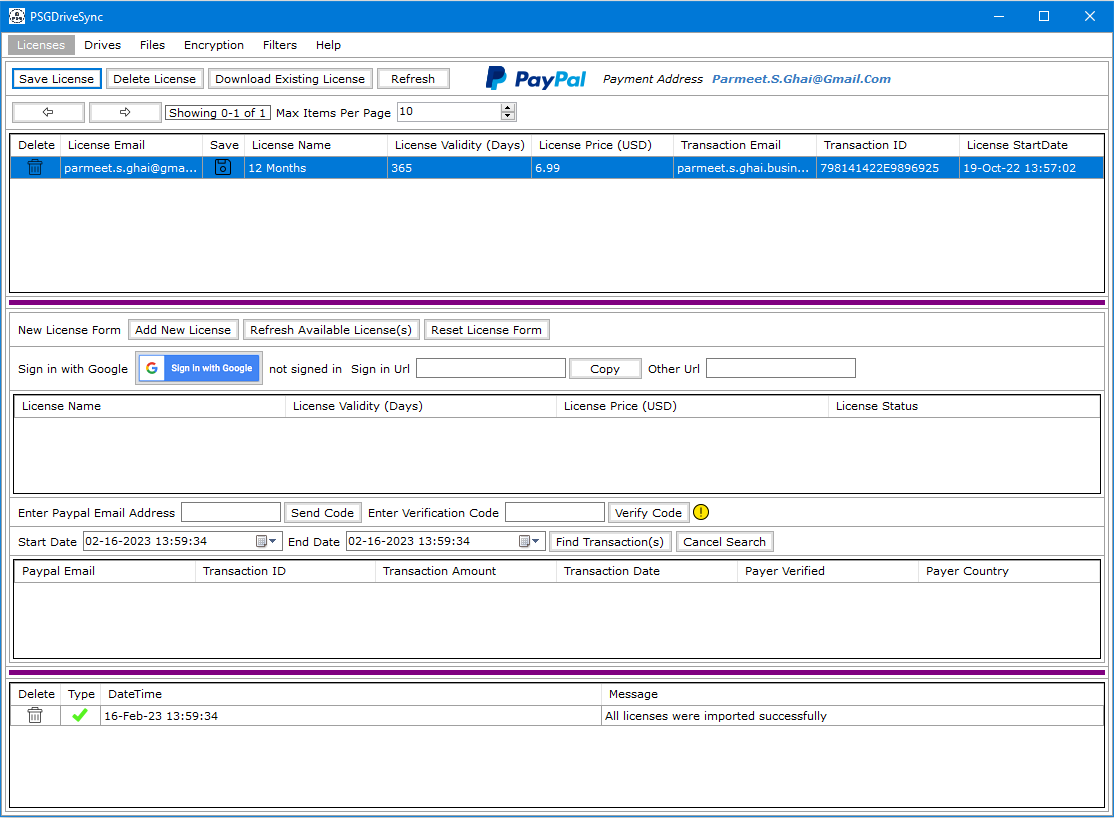 PSGDriveSync
Licenses Drives Files Encryption Filters Help
Save License Delete License Download Existing License Refresh PayPal Payment Address Parmeet.S.Ghai@Gmail.Com
Showing 0-1 of 1 Max Items Per Page 10
Delete License Email Save License Name License Validity (Days) License Price (USD) Transaction Email Transaction ID License StartDate
parmeet.s.ghai@gma... 12 Months 365 6.99 parmeet.s.ghai.busin... 798141422E9896925 19-Oct-22 13:57:02
New License Form Add New License Refresh Available License(s) Reset License Form
Sign in with Google G Sign in with Google not signed in Sign in Url Copy Other Url
License Name License Validity (Days) License Price (USD) License Status
Enter Paypal Email Address Send Code Enter Verification Code Verify Code
Start Date 02-16-2023 13:59:34 End Date 02-16-2023 13:59:34 Find Transaction(s) Cancel Search
Paypal Email Transaction ID Transaction Amount Transaction Date Payer Verified Payer Country
Delete Type DateTime Message
16-Feb-23 13:59:34 All licenses were imported successfully